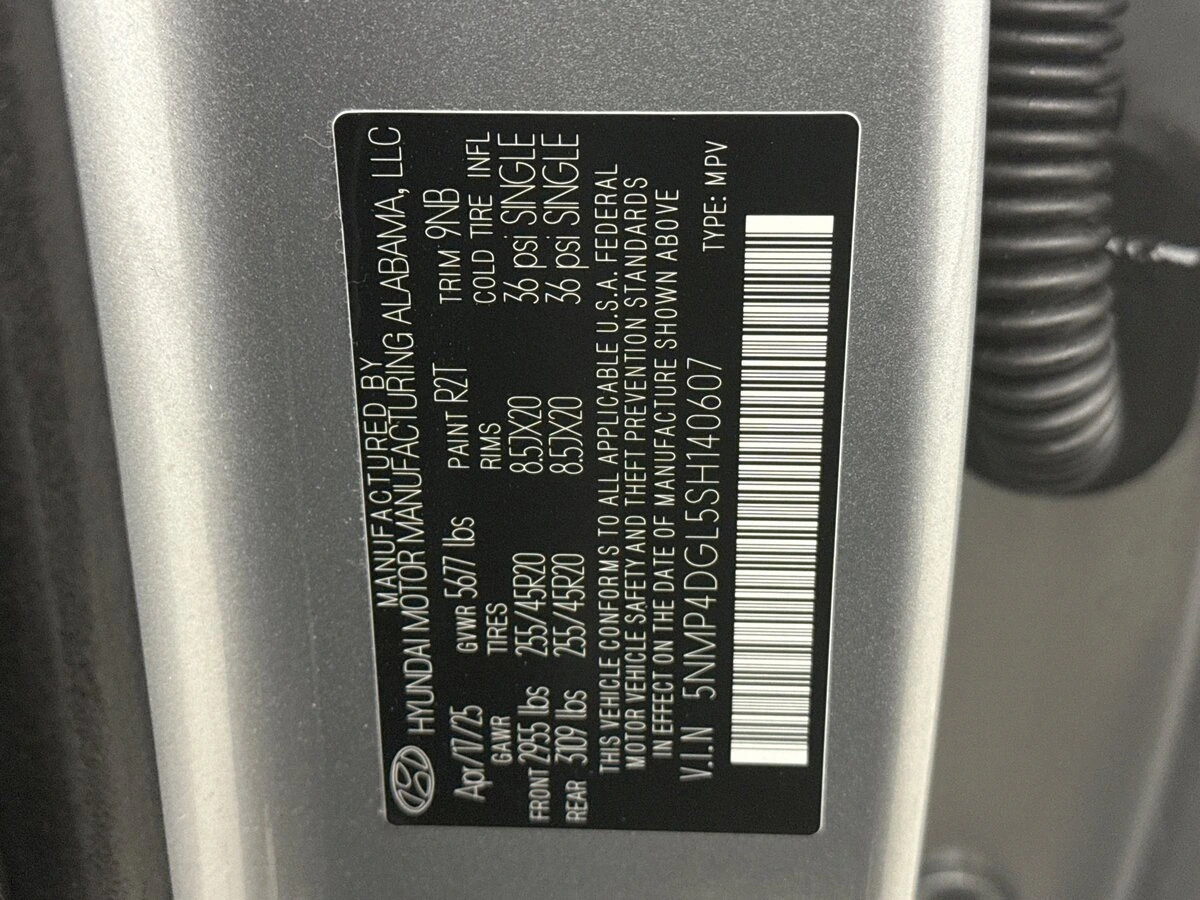 MANUFACTURED BY
HYUNDAI MOTOR MANUFACTURING ALABAMA, LLC
Apr/17/25 GVWR 5677 lbs PAINT R2T TRIM 9NB
GAWR TIRES RIMS COLD TIRE INFL
FRONT 2955 lbs 255/45R20 8.5JX20 36 psi SINGLE
REAR 3109 lbs 255/45R20 8.5JX20 36 psi SINGLE
THIS VEHICLE CONFORMS TO ALL APPLICABLE U.S.A. FEDERAL
MOTOR VEHICLE SAFETY AND THEFT PREVENTION STANDARDS
IN EFFECT ON THE DATE OF MANUFACTURE SHOWN ABOVE
V.I.N 5NMP4DGL5SH140607 TYPE: MPV